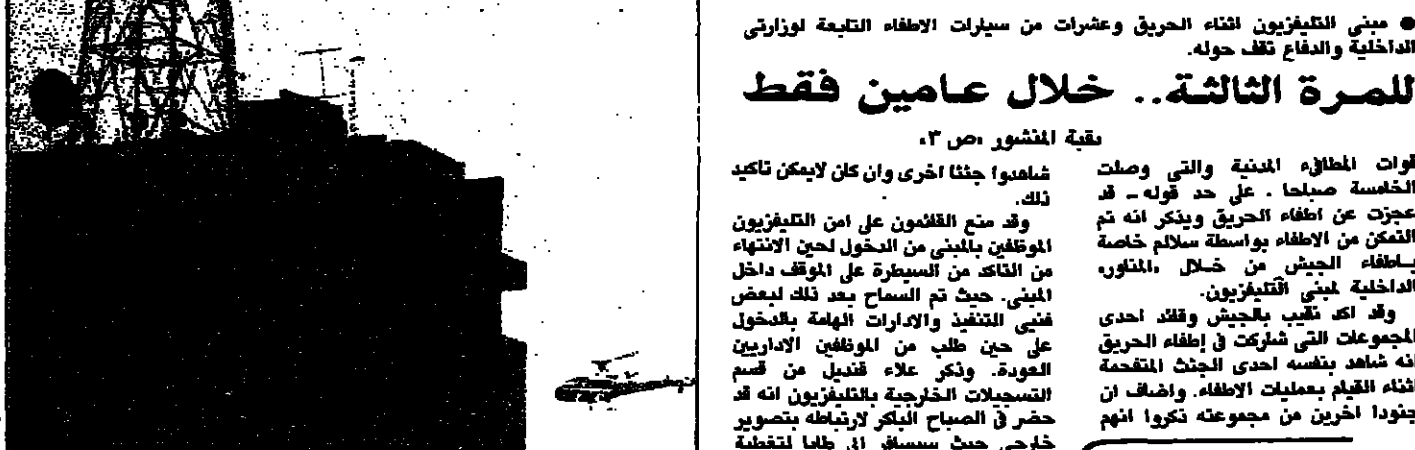 ● مبنى التليفزيون اثناء الحريق وعشرات من سيارات الاطفاء التابعة لوزارتى
الداخلية والدفاع تقف حوله.
للمرة الثالثة.. خلال عامين فقط
بقية المنشور «ص ٣»
قوات المطافىء المدنية والتى وصلت
الخامسة صباحا . على حد قوله ـ قد
عجزت عن اطفاء الحريق ويذكر انه تم
التمكن من الاطفاء بواسطة سلالم خاصة
باطفاء الجيش من خلال «المناور»
الداخلية لمبنى التليفزيون.
وقد اكد نقيب بالجيش وقائد احدى
المجموعات التى شاركت فى إطفاء الحريق
انه شاهد بنفسه احدى الجثث المتفحمة
اثناء القيام بعمليات الاطفاء. واضاف ان
جنودا اخرين من مجموعته ذكروا انهم
شاهدوا جثثا اخرى وان كان لايمكن تاكيد
ذلك.
وقد منع القائمون على امن التليفزيون
الموظفين بالمبنى من الدخول لحين الانتهاء
من التاكد من السيطرة على الموقف داخل
المبنى. حيث تم السماح بعد ذلك لبعض
فنيى التنفيذ والادارات الهامة بالدخول
على حين طلب من الموظفين الاداريين
العودة. وذكر علاء قنديل من قسم
التسجيلات الخارجية بالتليفزيون انه قد
حضر فى الصباح الباكر لارتباطه بتصوير
خارجى حيث سيسافر الى طابا لتغطية